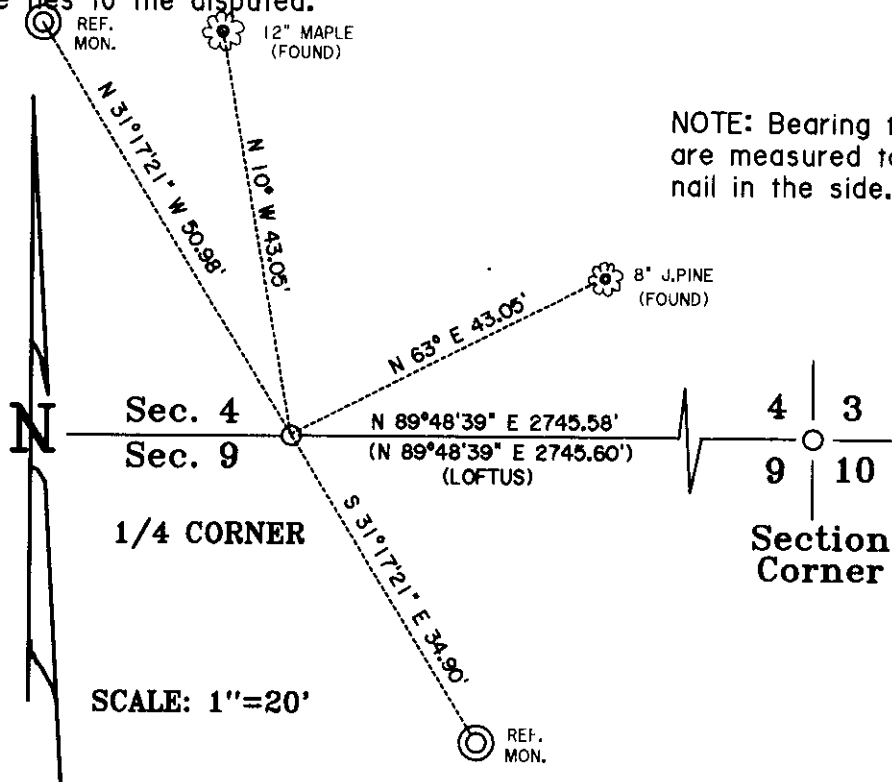 ties to the disputed.
REF.
MON.
12" MAPLE
(FOUND)
NOTE: Bearing
are measured
nail in the side.
N 31°17'21" W 50.98'
N 10° W 43.05'
8" J.PINE
(FOUND)
N 63° E 43.05'
N
Sec. 4
Sec. 9
N 89°48'39" E 2745.58'
(N 89°48'39" E 2745.60')
(LOFTUS)
4 3
9 10
1/4 CORNER
Section
Corner
S 31°17'21" E 34.90'
SCALE: 1"=20'
REF.
MON.